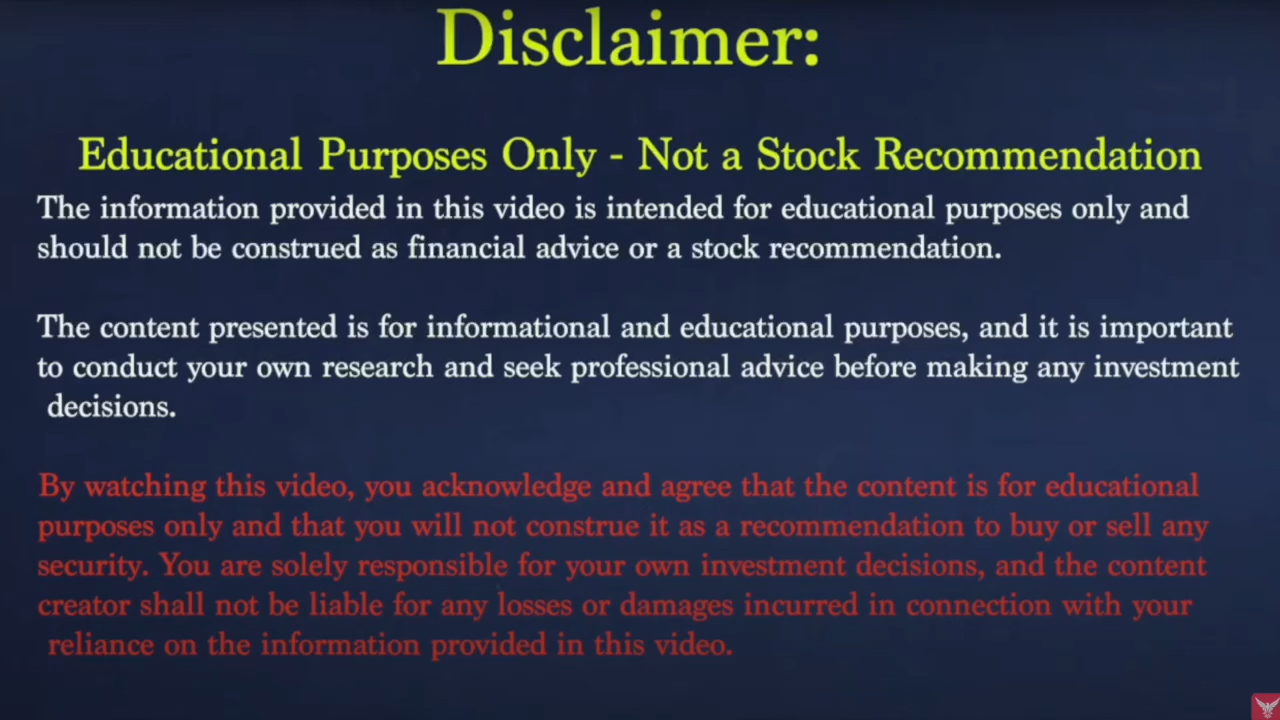 Disclaimer:
Educational Purposes Only - Not a Stock Recommendation
The information provided in this video is intended for educational purposes only and
should not be construed as financial advice or a stock recommendation.
The content presented is for informational and educational purposes, and it is important
to conduct your own research and seek professional advice before making any investment
decisions.
By watching this video, you acknowledge and agree that the content is for educational
purposes only and that you will not construe it as a recommendation to buy or sell any
security. You are solely responsible for your own investment decisions, and the content
creator shall not be liable for any losses or damages incurred in connection with your
reliance on the information provided in this video.